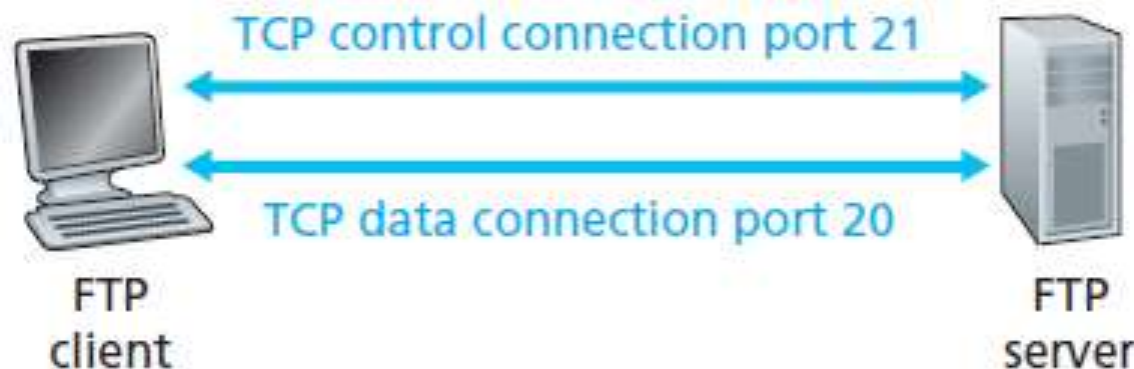 TCP control connection port 21
TCP data connection port 20
FTP
client
FTP
server